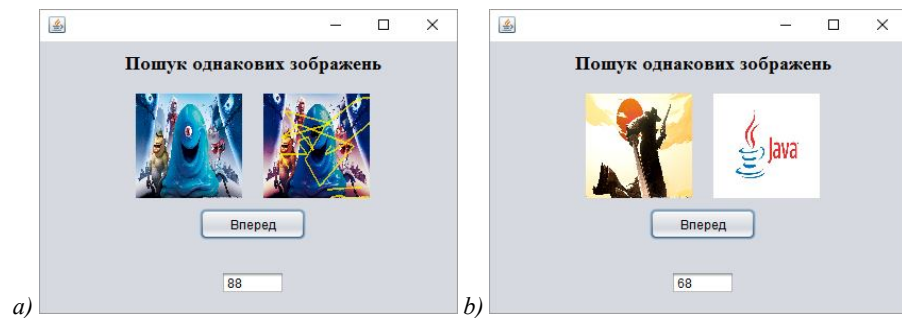 Пошук однакових зображень
Вперед
88
a)
Пошук однакових зображень
Java
Вперед
68
b)